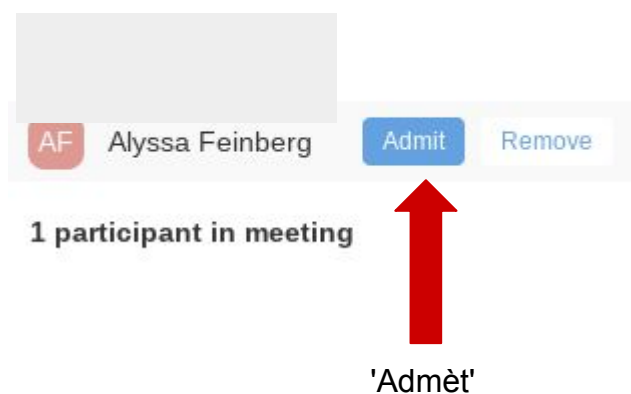 AF Alyssa Feinberg Admit Remove
1 participant in meeting
'Admèt'